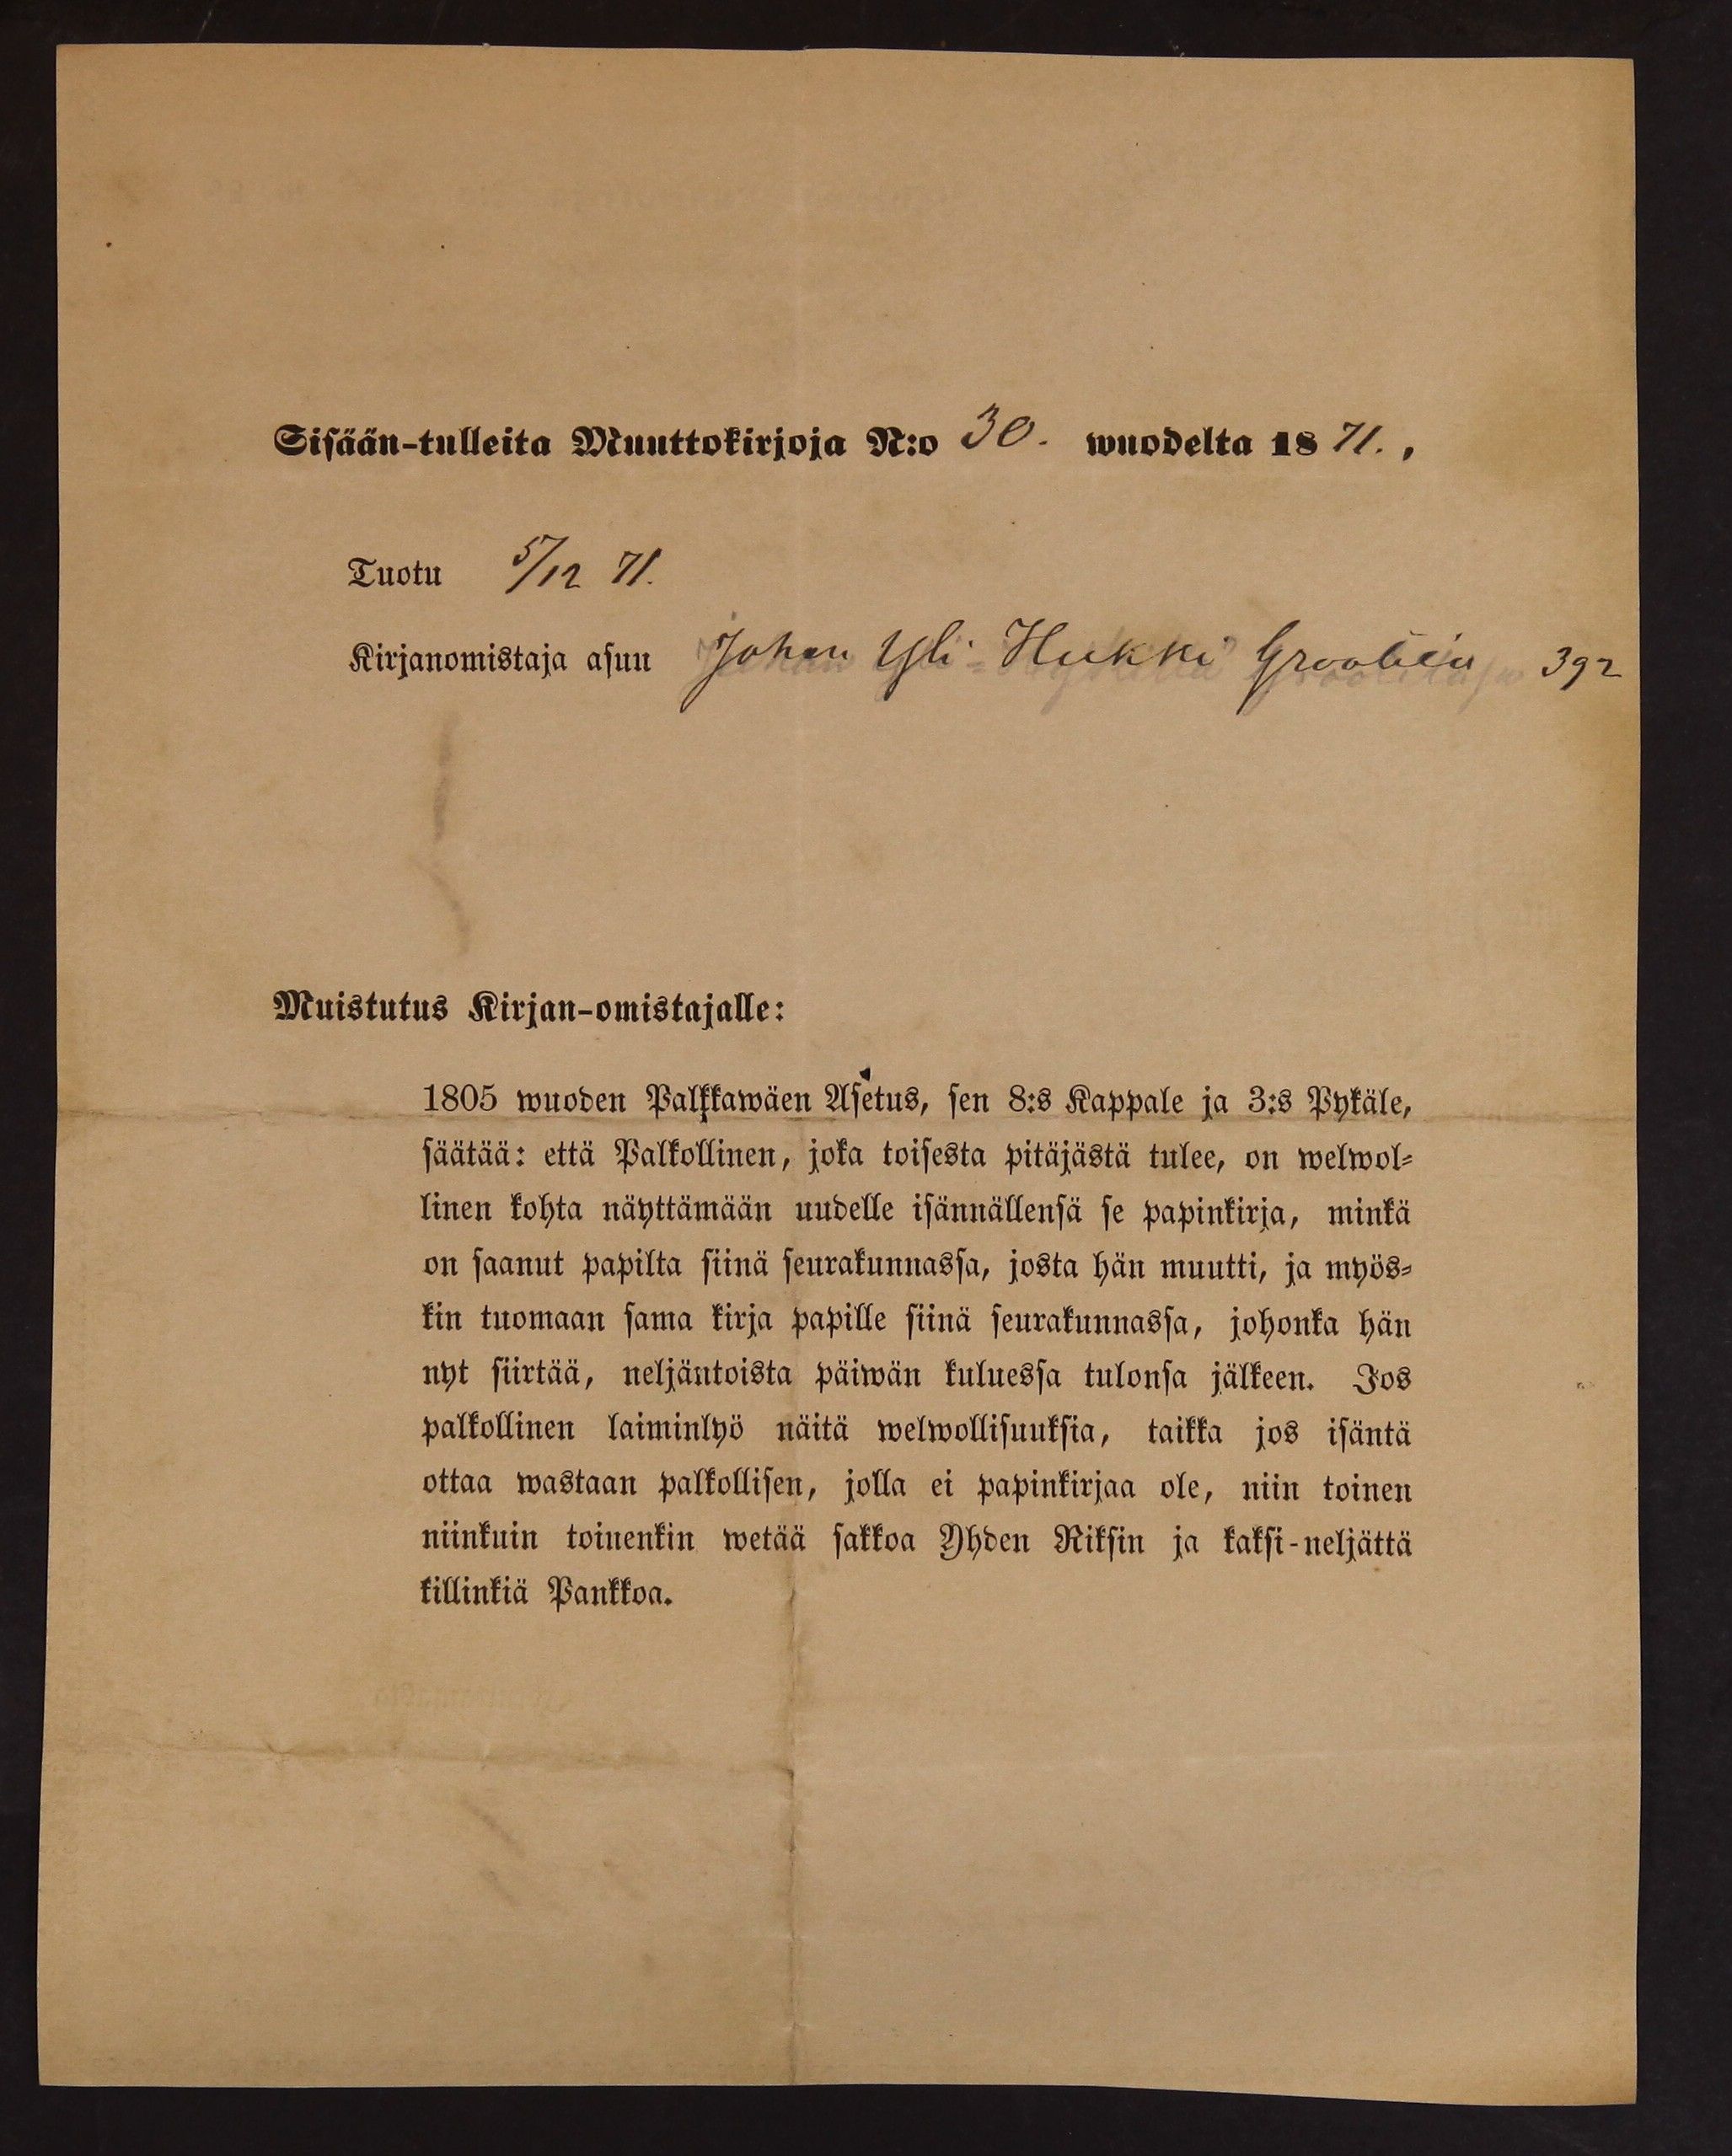 Sisään-tulleita Muuttokirjoja N:o 30. wuodelta 1871.,
Tuotu 5/12 71.
Kirjanomistaja asuu Johan Yli Hukki 392
Muistutus Kirjan-omistajalle:
1805 wuoden Palkkawäen Asetus, sen 8:s Kappale ja 3:s Pykäle,
säätää: että Palkollinen, joka toisesta pitäjästä tulee, on welwol-
linen kohta näyttämään uudelle isännällensä se papinkirja, minkä
on saanut papilta siinä seurakunnassa, josta hän muutti, ja myös-
kin tuomaan sama kirja papille siinä seurakunnassa, johonka hän
nyt siirtää, neljäntoista päiwän kuluessa tulonsa jälkeen. Jos
palkollinen laiminlyö näitä welwollisuuksia, taikka jos isäntä
ottaa wastaan palkollisen, jolla ei papinkirjaa ole, niin toinen
niinkuin toinenkin wetää sakkoa Yhden Riksin ja kaksi-neljättä
killinkiä Pankkoa.